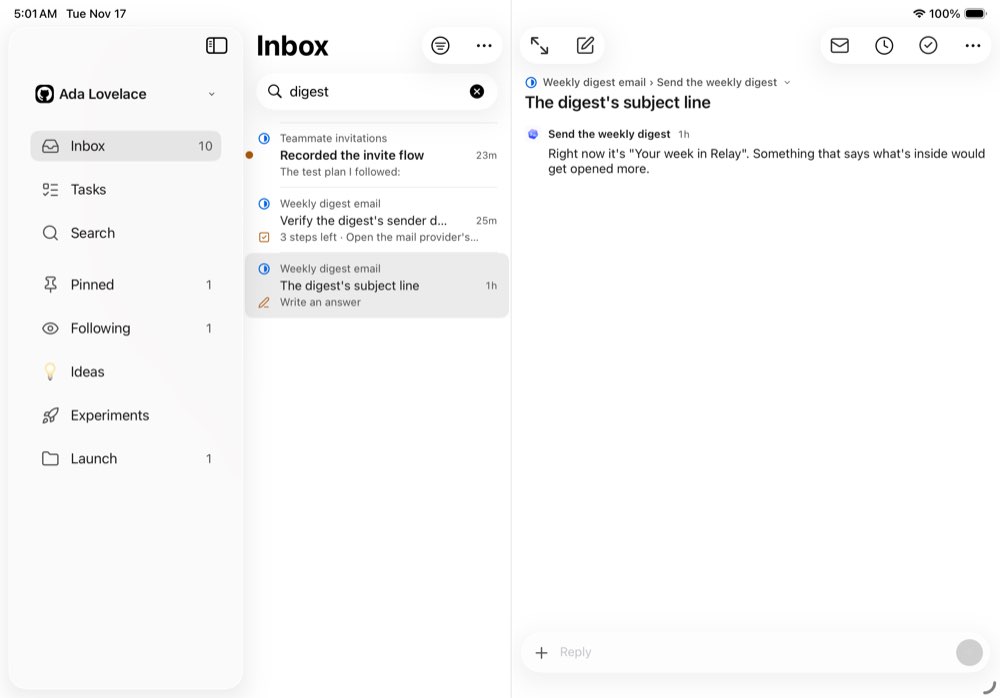 5:01 AM Tue Nov 17
100%
Ada Lovelace
Inbox 10
Tasks
Search
Pinned 1
Following 1
Ideas
Experiments
Launch 1
Inbox
digest
Teammate invitations
Recorded the invite flow 23m
The test plan I followed:
Weekly digest email
Verify the digest's sender d... 25m
3 steps left · Open the mail provider's...
Weekly digest email
The digest's subject line 1h
Write an answer
Weekly digest email › Send the weekly digest
The digest's subject line
Send the weekly digest 1h
Right now it's "Your week in Relay". Something that says what's inside would
get opened more.
Reply